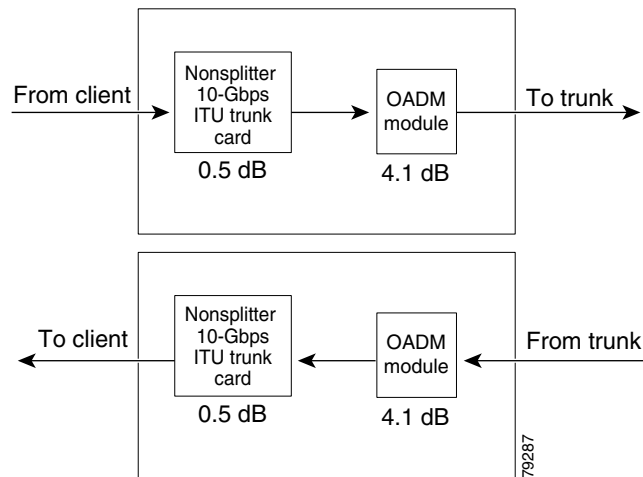 From client
Nonsplitter
10-Gbps
ITU trunk
card
0.5 dB
OADM
module
4.1 dB
To trunk
To client
Nonsplitter
10-Gbps
ITU trunk
card
0.5 dB
OADM
module
4.1 dB
From trunk
79287